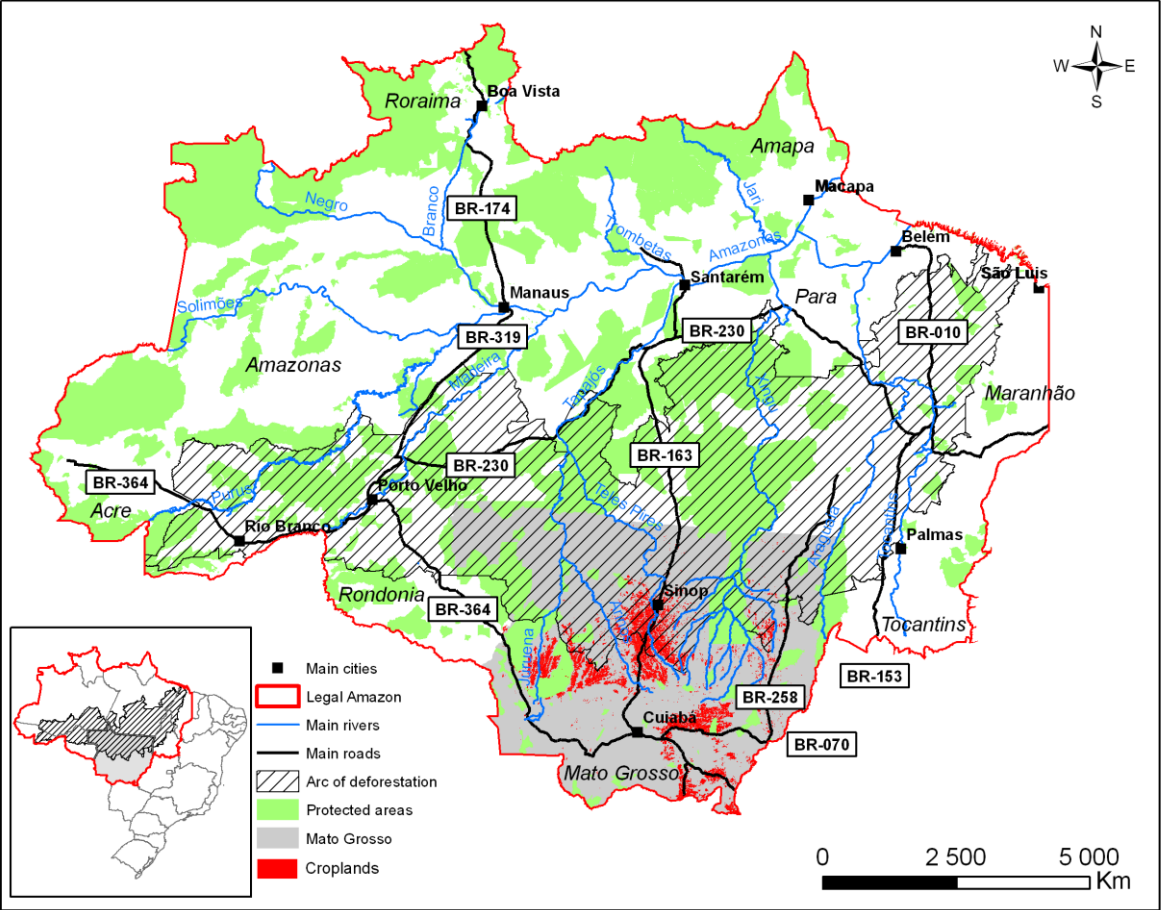 N
W E
S
Boa Vista
Roraima
Amapa
Macapa
Jari
Negro
Branco
BR-174
Trombetas
Amazonas
Belém
São Luis
Santarém
Solimões
Manaus
Para
BR-319
BR-230
BR-010
Amazonas
Madeira
Tapajós
Xingu
Maranhão
BR-163
BR-230
BR-364
Porto Velho
Purus
Acre
Teles Pires
Rio Branco
Araguaia
Tocantins
Palmas
Sinop
Rondonia
BR-364
Arinos
Tocantins
Juruena
BR-153
BR-258
Cuiaba
BR-070
Mato Grosso
Main cities
Legal Amazon
Main rivers
Main roads
Arc of deforestation
Protected areas
Mato Grosso
Croplands
0 2 500 5 000
Km